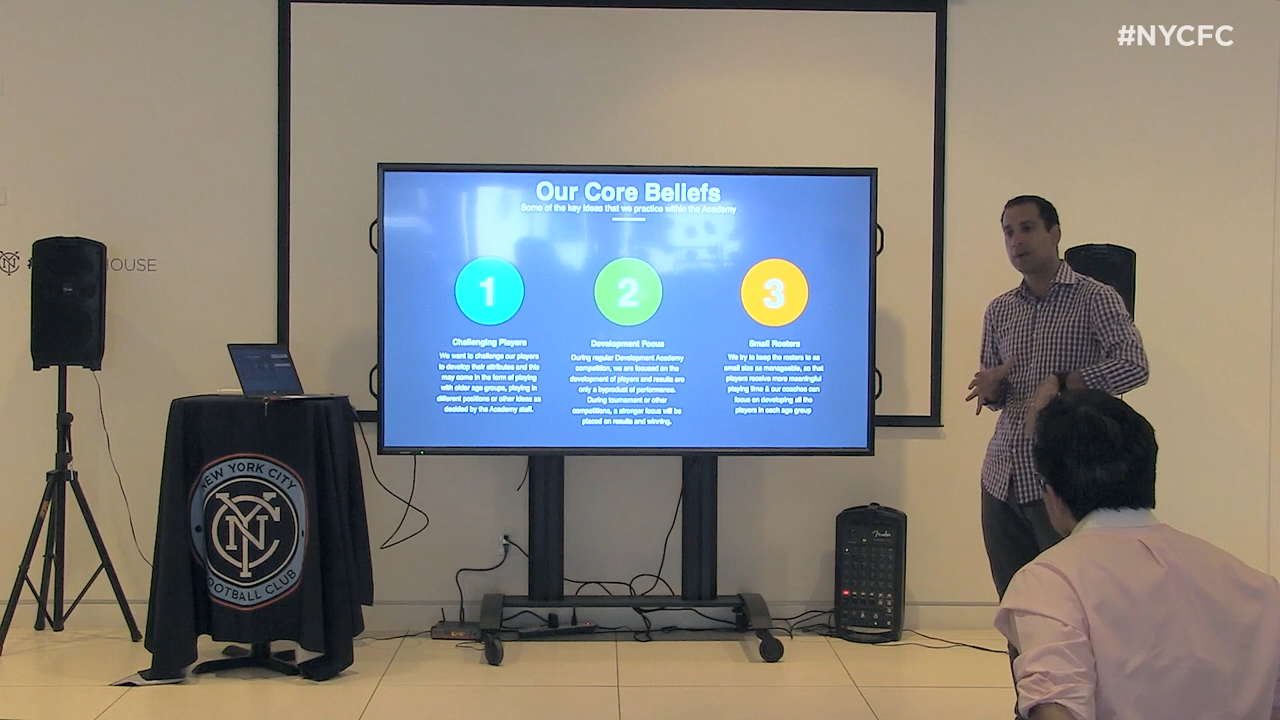 #NYCFC
Our Core Beliefs
Some of the key ideas that we practice within the Academy
1
2
3
Challenging Players
We want to challenge our players
to develop their attributes and this
may come in the form of playing
with older age groups, playing in
different positions or other ideas as
decided by the Academy staff.
Development Focus
During regular Development Academy
competition, we are focused on the
development of players and results are
only a byproduct of performance.
During tournament or other
competitions, a stronger focus will be
placed on results and winning.
Small Rosters
We try to keep the rosters to as
small size as manageable, so that
players receive more meaningful
playing time & our coaches can
focus on developing all the
players in each age group
OUSE
NEW YORK CITY
NYC
FOOTBALL CLUB
Fender